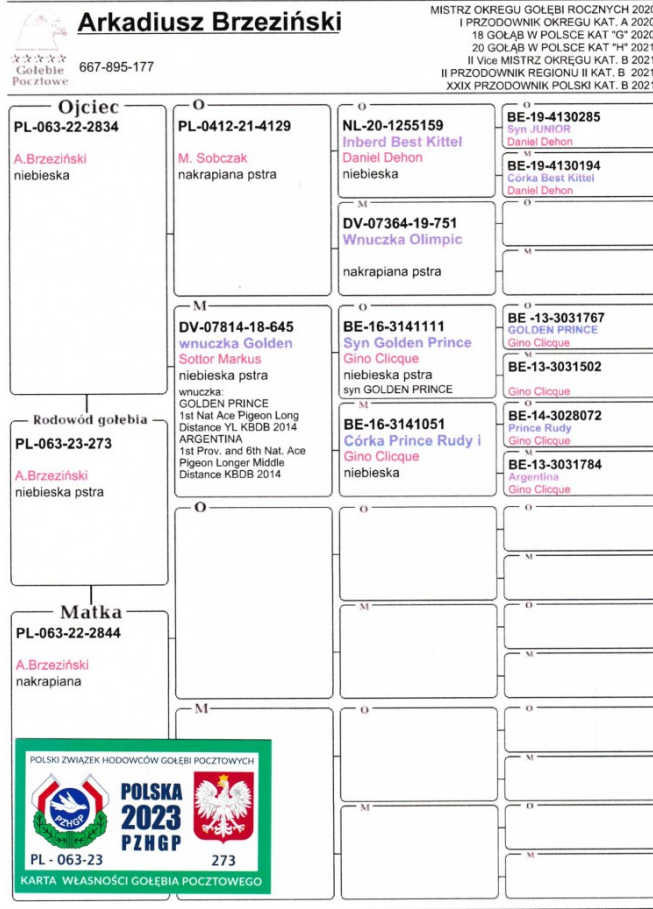 Arkadiusz Brzeziński
667-895-177
Gołębie
Pocztowe
MISTRZ OKREGU GOŁĘBI ROCZNYCH 2020
I PRZODOWNIK OKREGU KAT. A 2020
18 GOŁĄB W POLSCE KAT "G" 2020
20 GOŁĄB W POLSCE KAT "H" 2021
II Vice MISTRZ OKRĘGU KAT. B 2021
II PRZODOWNIK REGIONU II KAT. B 2021
XXIX PRZODOWNIK POLSKI KAT. B 2021
Ojciec
PL-063-22-2834
A.Brzeziński
niebieska
Rodowód gołebia
PL-063-23-273
A.Brzeziński
niebieska pstra
Matka
PL-063-22-2844
A.Brzeziński
nakrapiana
O
PL-0412-21-4129
M. Sobczak
nakrapiana pstra
M
DV-07814-18-645
wnuczka Golden
Sottor Markus
niebieska pstra
wnuczka:
GOLDEN PRINCE
1st Nat Ace Pigeon Long
Distance YL KBDB 2014
ARGENTINA
1st Prov. and 6th Nat. Ace
Pigeon Longer Middle
Distance KBDB 2014
O
M
O
NL-20-1255159
Inberd Best Kittel
Daniel Dehon
niebieska
M
DV-07364-19-751
Wnuczka Olimpic
nakrapiana pstra
O
BE-16-3141111
Syn Golden Prince
Gino Clicque
niebieska pstra
syn GOLDEN PRINCE
M
BE-16-3141051
Córka Prince Rudy i
Gino Clicque
niebieska
O
M
O
M
O
BE-19-4130285
Syn JUNIOR
Daniel Dehon
M
BE-19-4130194
Córka Best Kittel
Daniel Dehon
O
M
O
BE -13-3031767
GOLDEN PRINCE
Gino Clicque
M
BE-13-3031502
Gino Clicque
O
BE-14-3028072
Prince Rudy
Gino Clicque
M
BE-13-3031784
Argentina
Gino Clicque
O
M
O
M
O
M
O
M
POLSKI ZWIĄZEK HODOWCÓW GOŁĘBI POCZTOWYCH
PZHGP
POLSKA
2023
PZHGP
PL - 063-23
273
KARTA WŁASNOŚCI GOŁĘBIA POCZTOWEGO